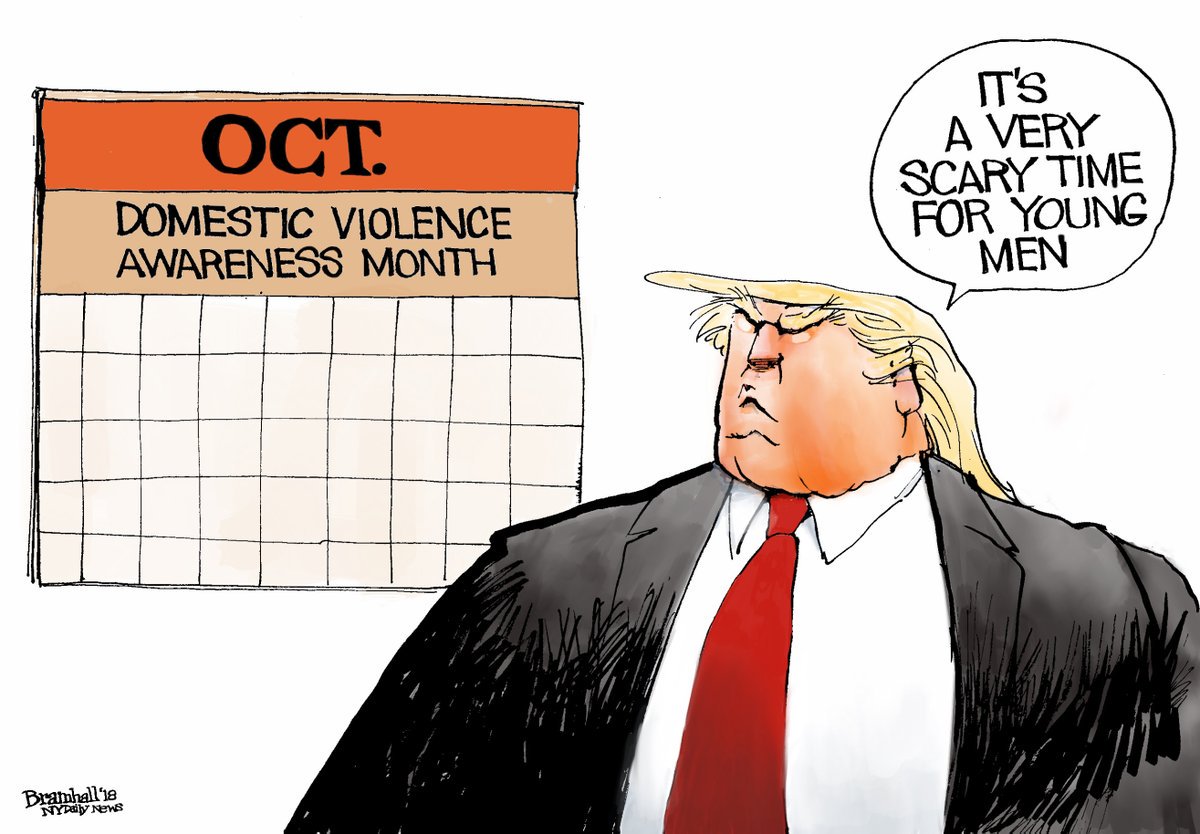 OCT.
DOMESTIC VIOLENCE
AWARENESS MONTH
IT'S
A VERY
SCARY TIME
FOR YOUNG
MEN
Bramhall '18
NY Daily News